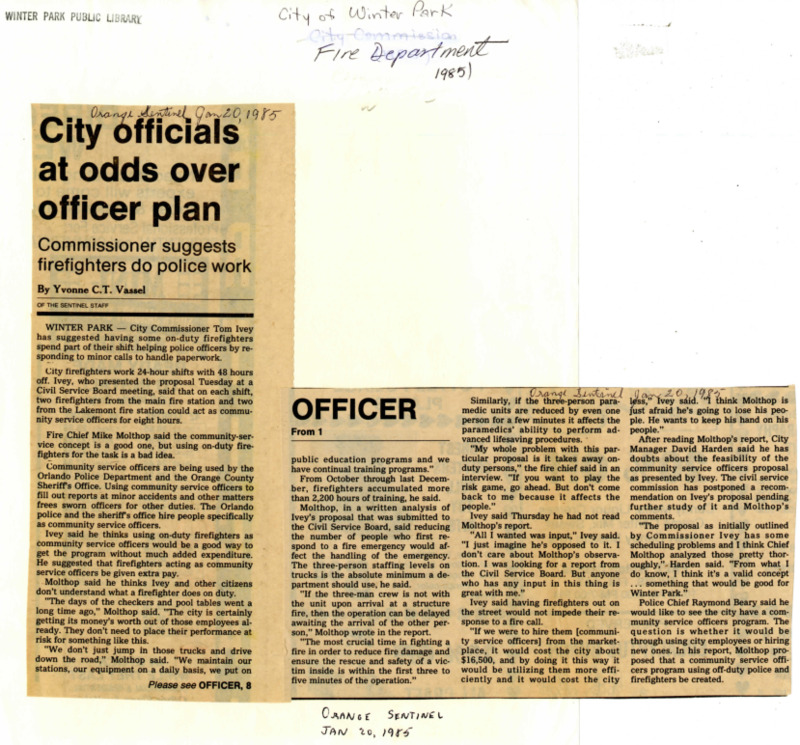 WINTER PARK PUBLIC LIBRARY
City of Winter Park
City Commission
Fire Department
1985)
Orange Sentinel Jan 20, 1985
City officials
at odds over
officer plan
Commissioner suggests
firefighters do police work
By Yvonne C.T. Vassel
OF THE SENTINEL STAFF
WINTER PARK — City Commissioner Tom Ivey
has suggested having some on-duty firefighters
spend part of their shift helping police officers by re-
sponding to minor calls to handle paperwork.
City firefighters work 24-hour shifts with 48 hours
off. Ivey, who presented the proposal Tuesday at a
Civil Service Board meeting, said that on each shift,
two firefighters from the main fire station and two
from the Lakemont fire station could act as commu-
nity service officers for eight hours.
Fire Chief Mike Molthop said the community-ser-
vice concept is a good one, but using on-duty fire-
fighters for the task is a bad idea.
Community service officers are being used by the
Orlando Police Department and the Orange County
Sheriff's Office. Using community service officers to
fill out reports at minor accidents and other matters
frees sworn officers for other duties. The Orlando
police and the sheriff's office hire people specifically
as community service officers.
Ivey said he thinks using on-duty firefighters as
community service officers would be a good way to
get the program without much added expenditure.
He suggested that firefighters acting as community
service officers be given extra pay.
Molthop said he thinks Ivey and other citizens
don't understand what a firefighter does on duty.
"The days of the checkers and pool tables went a
long time ago," Molthop said. "The city is certainly
getting its money's worth out of those employees al-
ready. They don't need to place their performance at
risk for something like this.
"We don't just jump in those trucks and drive
down the road," Molthop said. "We maintain our
stations, our equipment on a daily basis, we put on
Please see OFFICER, 8
OFFICER
From 1
public education programs and we
have continual training programs."
From October through last Decem-
ber, firefighters accumulated more
than 2,200 hours of training, he said.
Molthop, in a written analysis of
Ivey's proposal that was submitted to
the Civil Service Board, said reducing
the number of people who first re-
spond to a fire emergency would af-
fect the handling of the emergency.
The three-person staffing levels on
trucks is the absolute minimum a de-
partment should use, he said.
"If the three-man crew is not with
the unit upon arrival at a structure
fire, then the operation can be delayed
awaiting the arrival of the other per-
son," Molthop wrote in the report.
"The most crucial time in fighting a
fire in order to reduce fire damage and
ensure the rescue and safety of a vic-
tim inside is within the first three to
five minutes of the operation."
Orange Sentinel Jan 20, 1985
Similarly, if the three-person para-
medic units are reduced by even one
person for a few minutes it affects the
paramedics' ability to perform ad-
vanced lifesaving procedures.
"My whole problem with this par-
ticular proposal is it takes away on-
duty persons," the fire chief said in an
interview. "If you want to play the
risk game, go ahead. But don't come
back to me because it affects the
people."
Ivey said Thursday he had not read
Molthop's report.
"All I wanted was input," Ivey said.
"I just imagine he's opposed to it. I
don't care about Molthop's observa-
tion. I was looking for a report from
the Civil Service Board. But anyone
who has any input in this thing is
great with me."
Ivey said having firefighters out on
the street would not impede their re-
sponse to a fire call.
"If we were to hire them [communi-
ty service officers] from the market-
place, it would cost the city about
$16,500, and by doing it this way it
would be utilizing them more effi-
ciently and it would cost the city
less," Ivey said. "I think Molthop is
just afraid he's going to lose his peo-
ple. He wants to keep his hand on his
people."
After reading Molthop's report, City
Manager David Harden said he has
doubts about the feasibility of the
community service officers proposal
as presented by Ivey. The civil service
commission has postponed a recom-
mendation on Ivey's proposal pending
further study of it and Molthop's
comments.
"The proposal as initially outlined
by Commissioner Ivey has some
scheduling problems and I think Chief
Molthop analyzed those pretty thor-
oughly," Harden said. "From what I
do know, I think it's a valid concept
... something that would be good for
Winter Park."
Police Chief Raymond Beary said he
would like to see the city have a com-
munity service officers program. The
question is whether it would be
through using city employees or hiring
new ones. In his report, Molthop pro-
posed that a community service offi-
cers program using off-duty police and
firefighters be created.
ORANGE SENTINEL
JAN 20, 1985